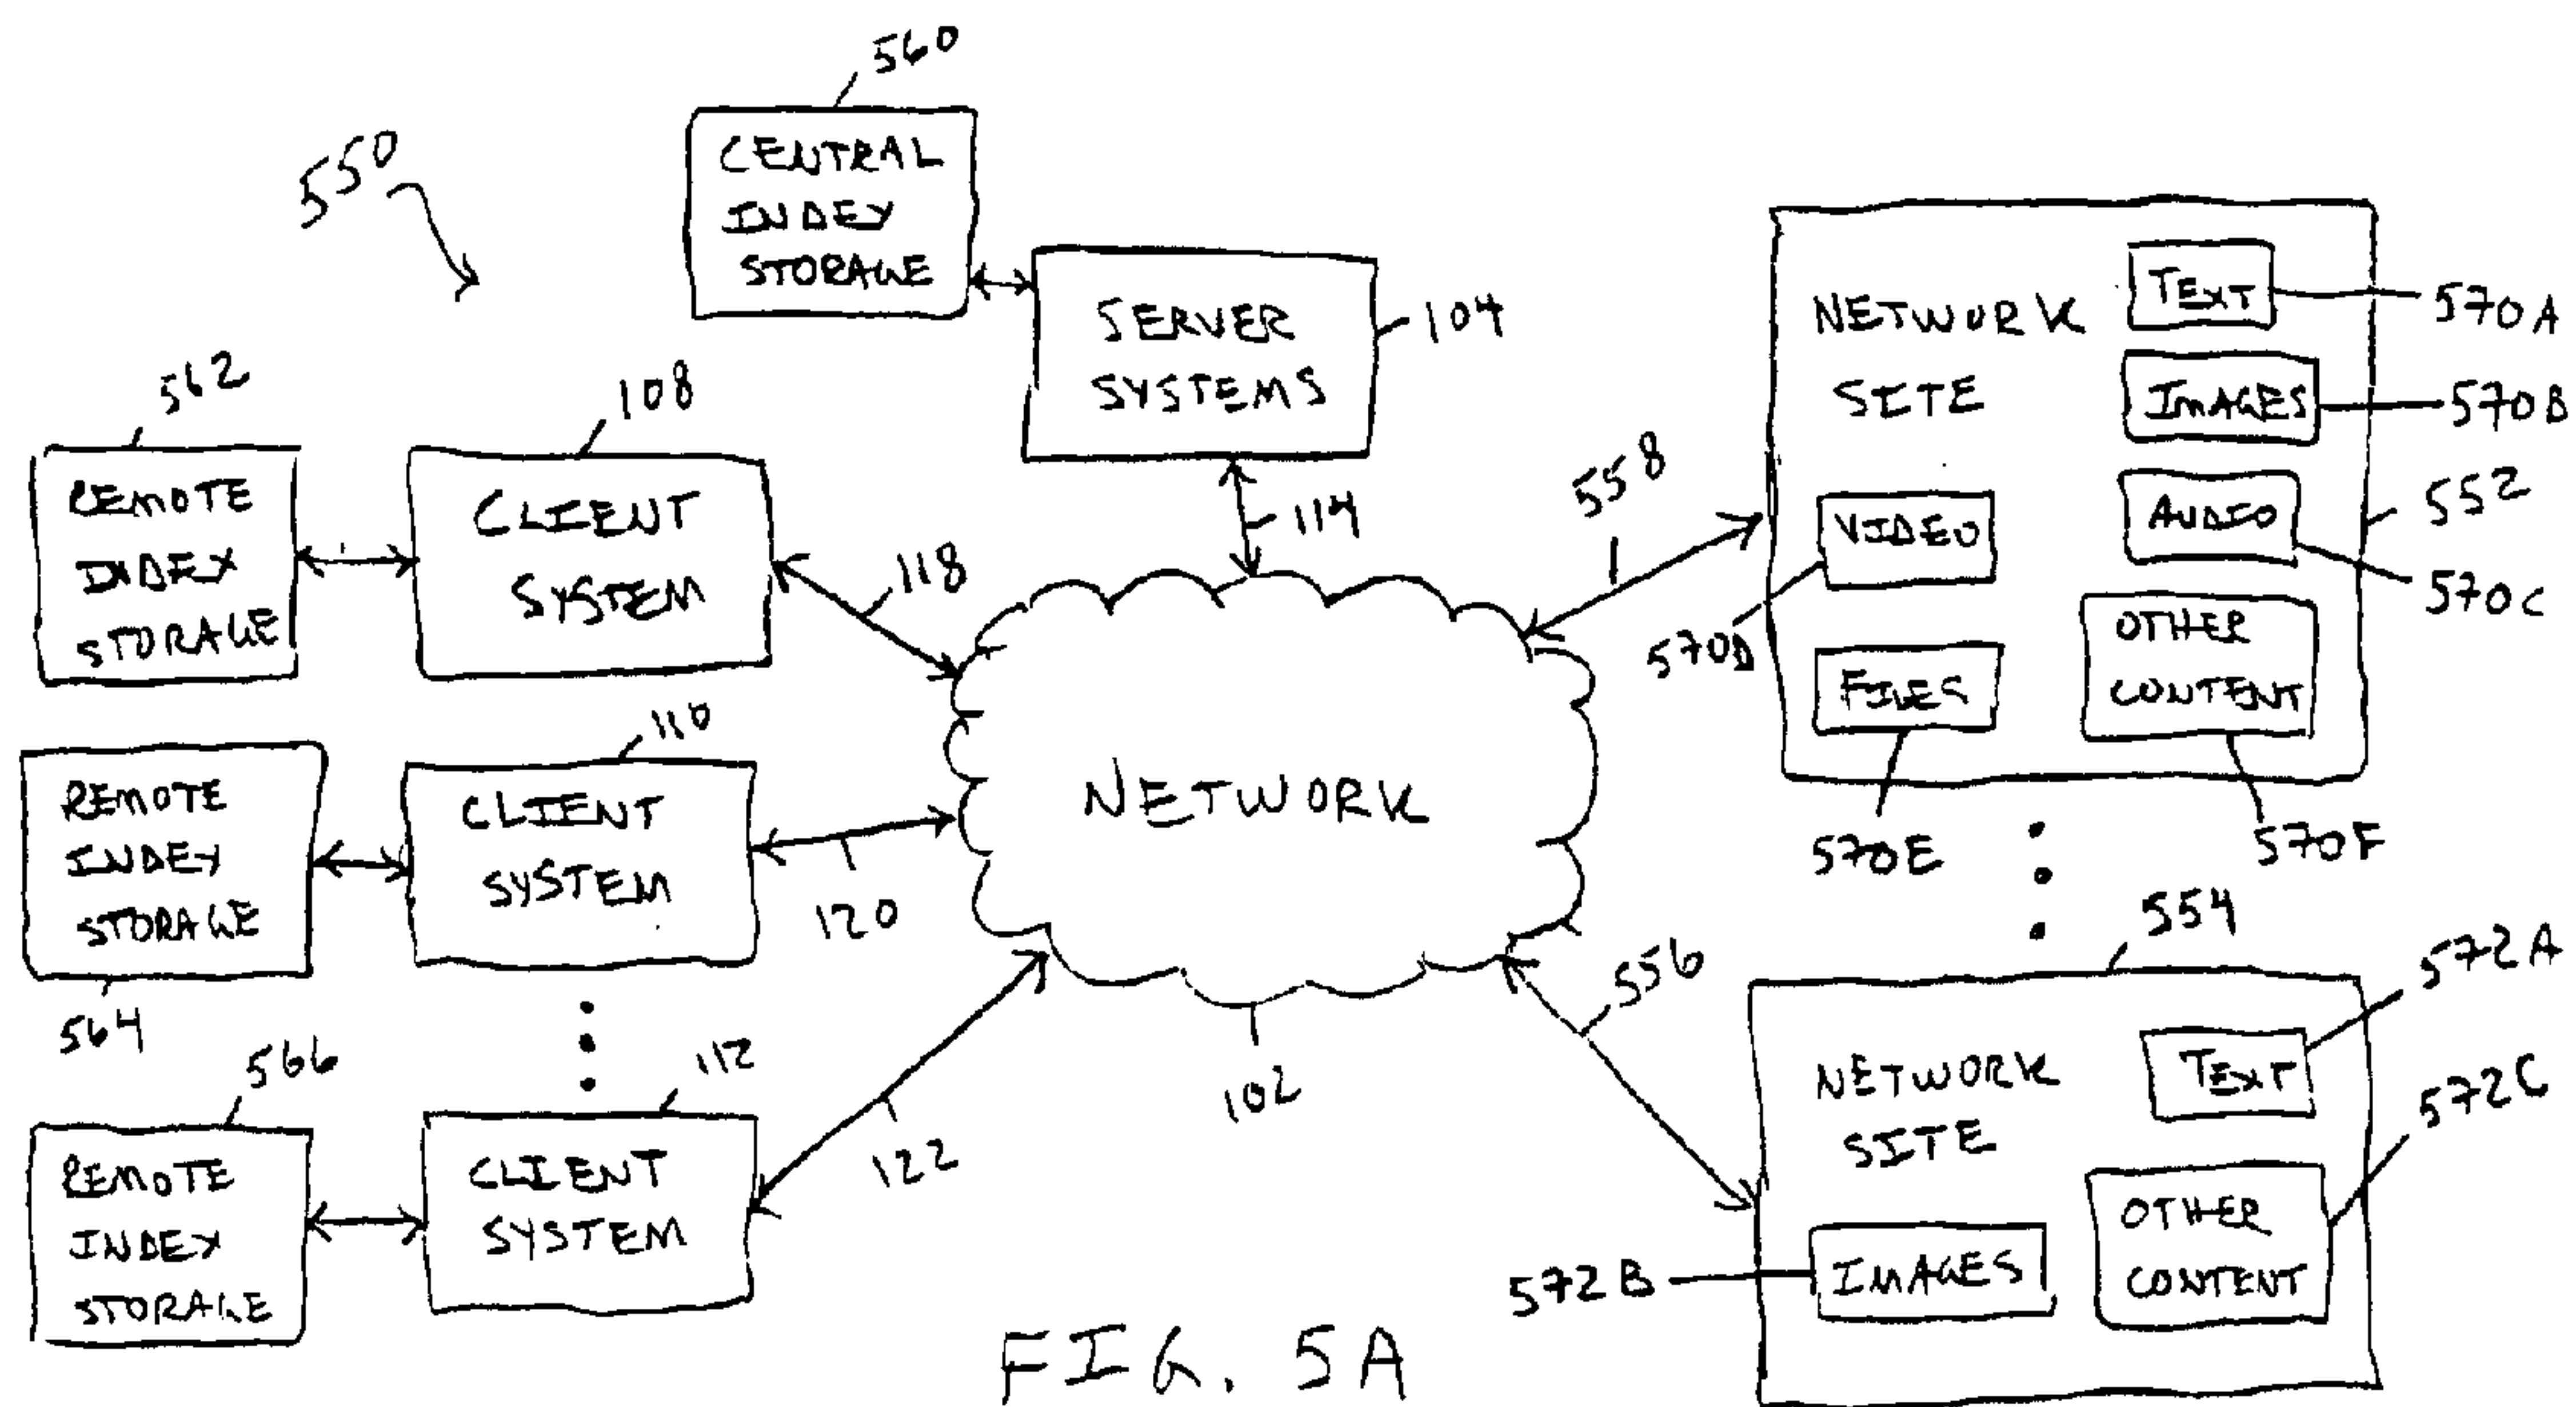 560
550
CENTRAL
INDEX
STORAGE
SERVER
SYSTEMS
104
114
562
REMOTE
INDEX
STORAGE
108
CLIENT
SYSTEM
118
564
REMOTE
INDEX
STORAGE
110
CLIENT
SYSTEM
120
566
REMOTE
INDEX
STORAGE
112
CLIENT
SYSTEM
122
NETWORK
102
558
NETWORK
SITE
552
TEXT
570A
IMAGES
570B
AUDIO
570C
VIDEO
570D
FILES
570E
OTHER
CONTENT
570F
556
554
NETWORK
SITE
TEXT
572A
IMAGES
572B
OTHER
CONTENT
572C
FIG. 5A